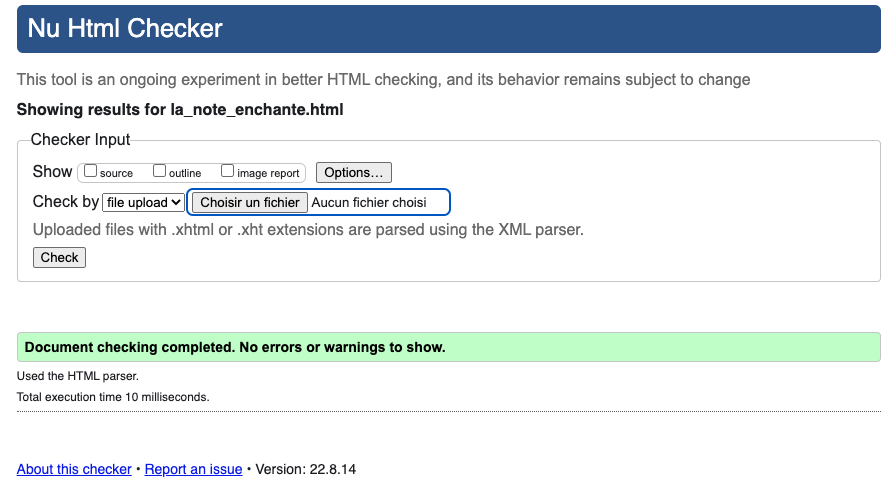 Nu Html Checker
This tool is an ongoing experiment in better HTML checking, and its behavior remains subject to change
Showing results for la_note_enchante.html
Checker Input
Show source outline image report Options…
Check by file upload Choisir un fichier Aucun fichier choisi
Uploaded files with .xhtml or .xht extensions are parsed using the XML parser.
Check
Document checking completed. No errors or warnings to show.
Used the HTML parser.
Total execution time 10 milliseconds.
About this checker • Report an issue • Version: 22.8.14